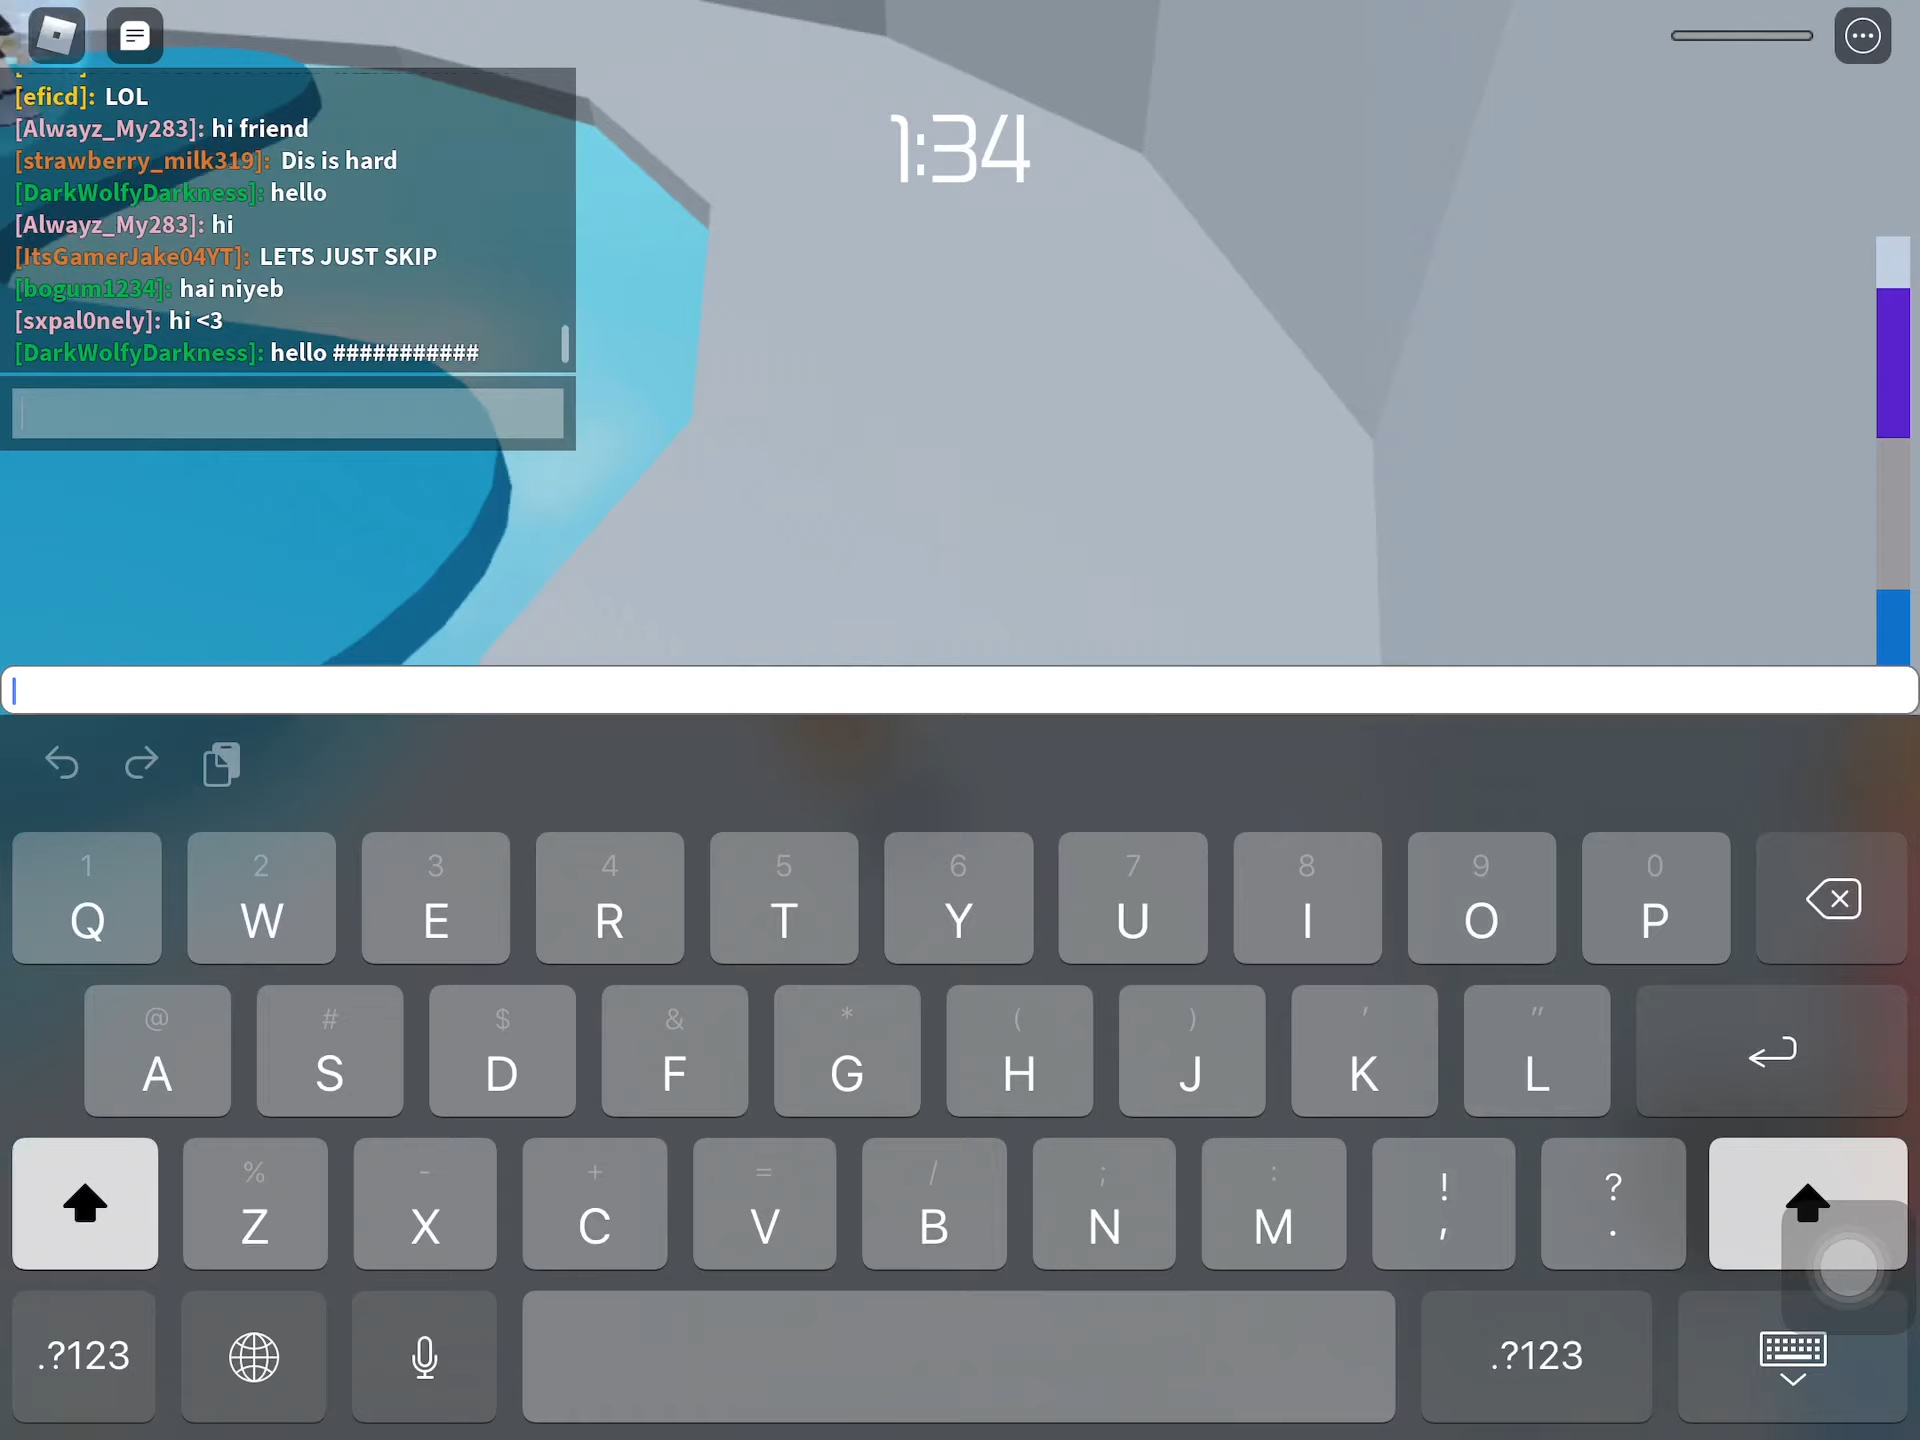 [eficd]: LOL
[Alwayz_My283]: hi friend
[strawberry_milk319]: Dis is hard
[DarkWolfyDarkness]: hello
[Alwayz_My283]: hi
[ItsGamerJake04YT]: LETS JUST SKIP
[bogum1234]: hai niyeb
[sxpal0nely]: hi <3
[DarkWolfyDarkness]: hello ###########
1:34
1 2 3 4 5 6 7 8 9 0
Q W E R T Y U I O P
@ # $ & * ( ) ' "
A S D F G H J K L
% - + = / ; : ! ?
Z X C V B N M , .
.?123 .?123